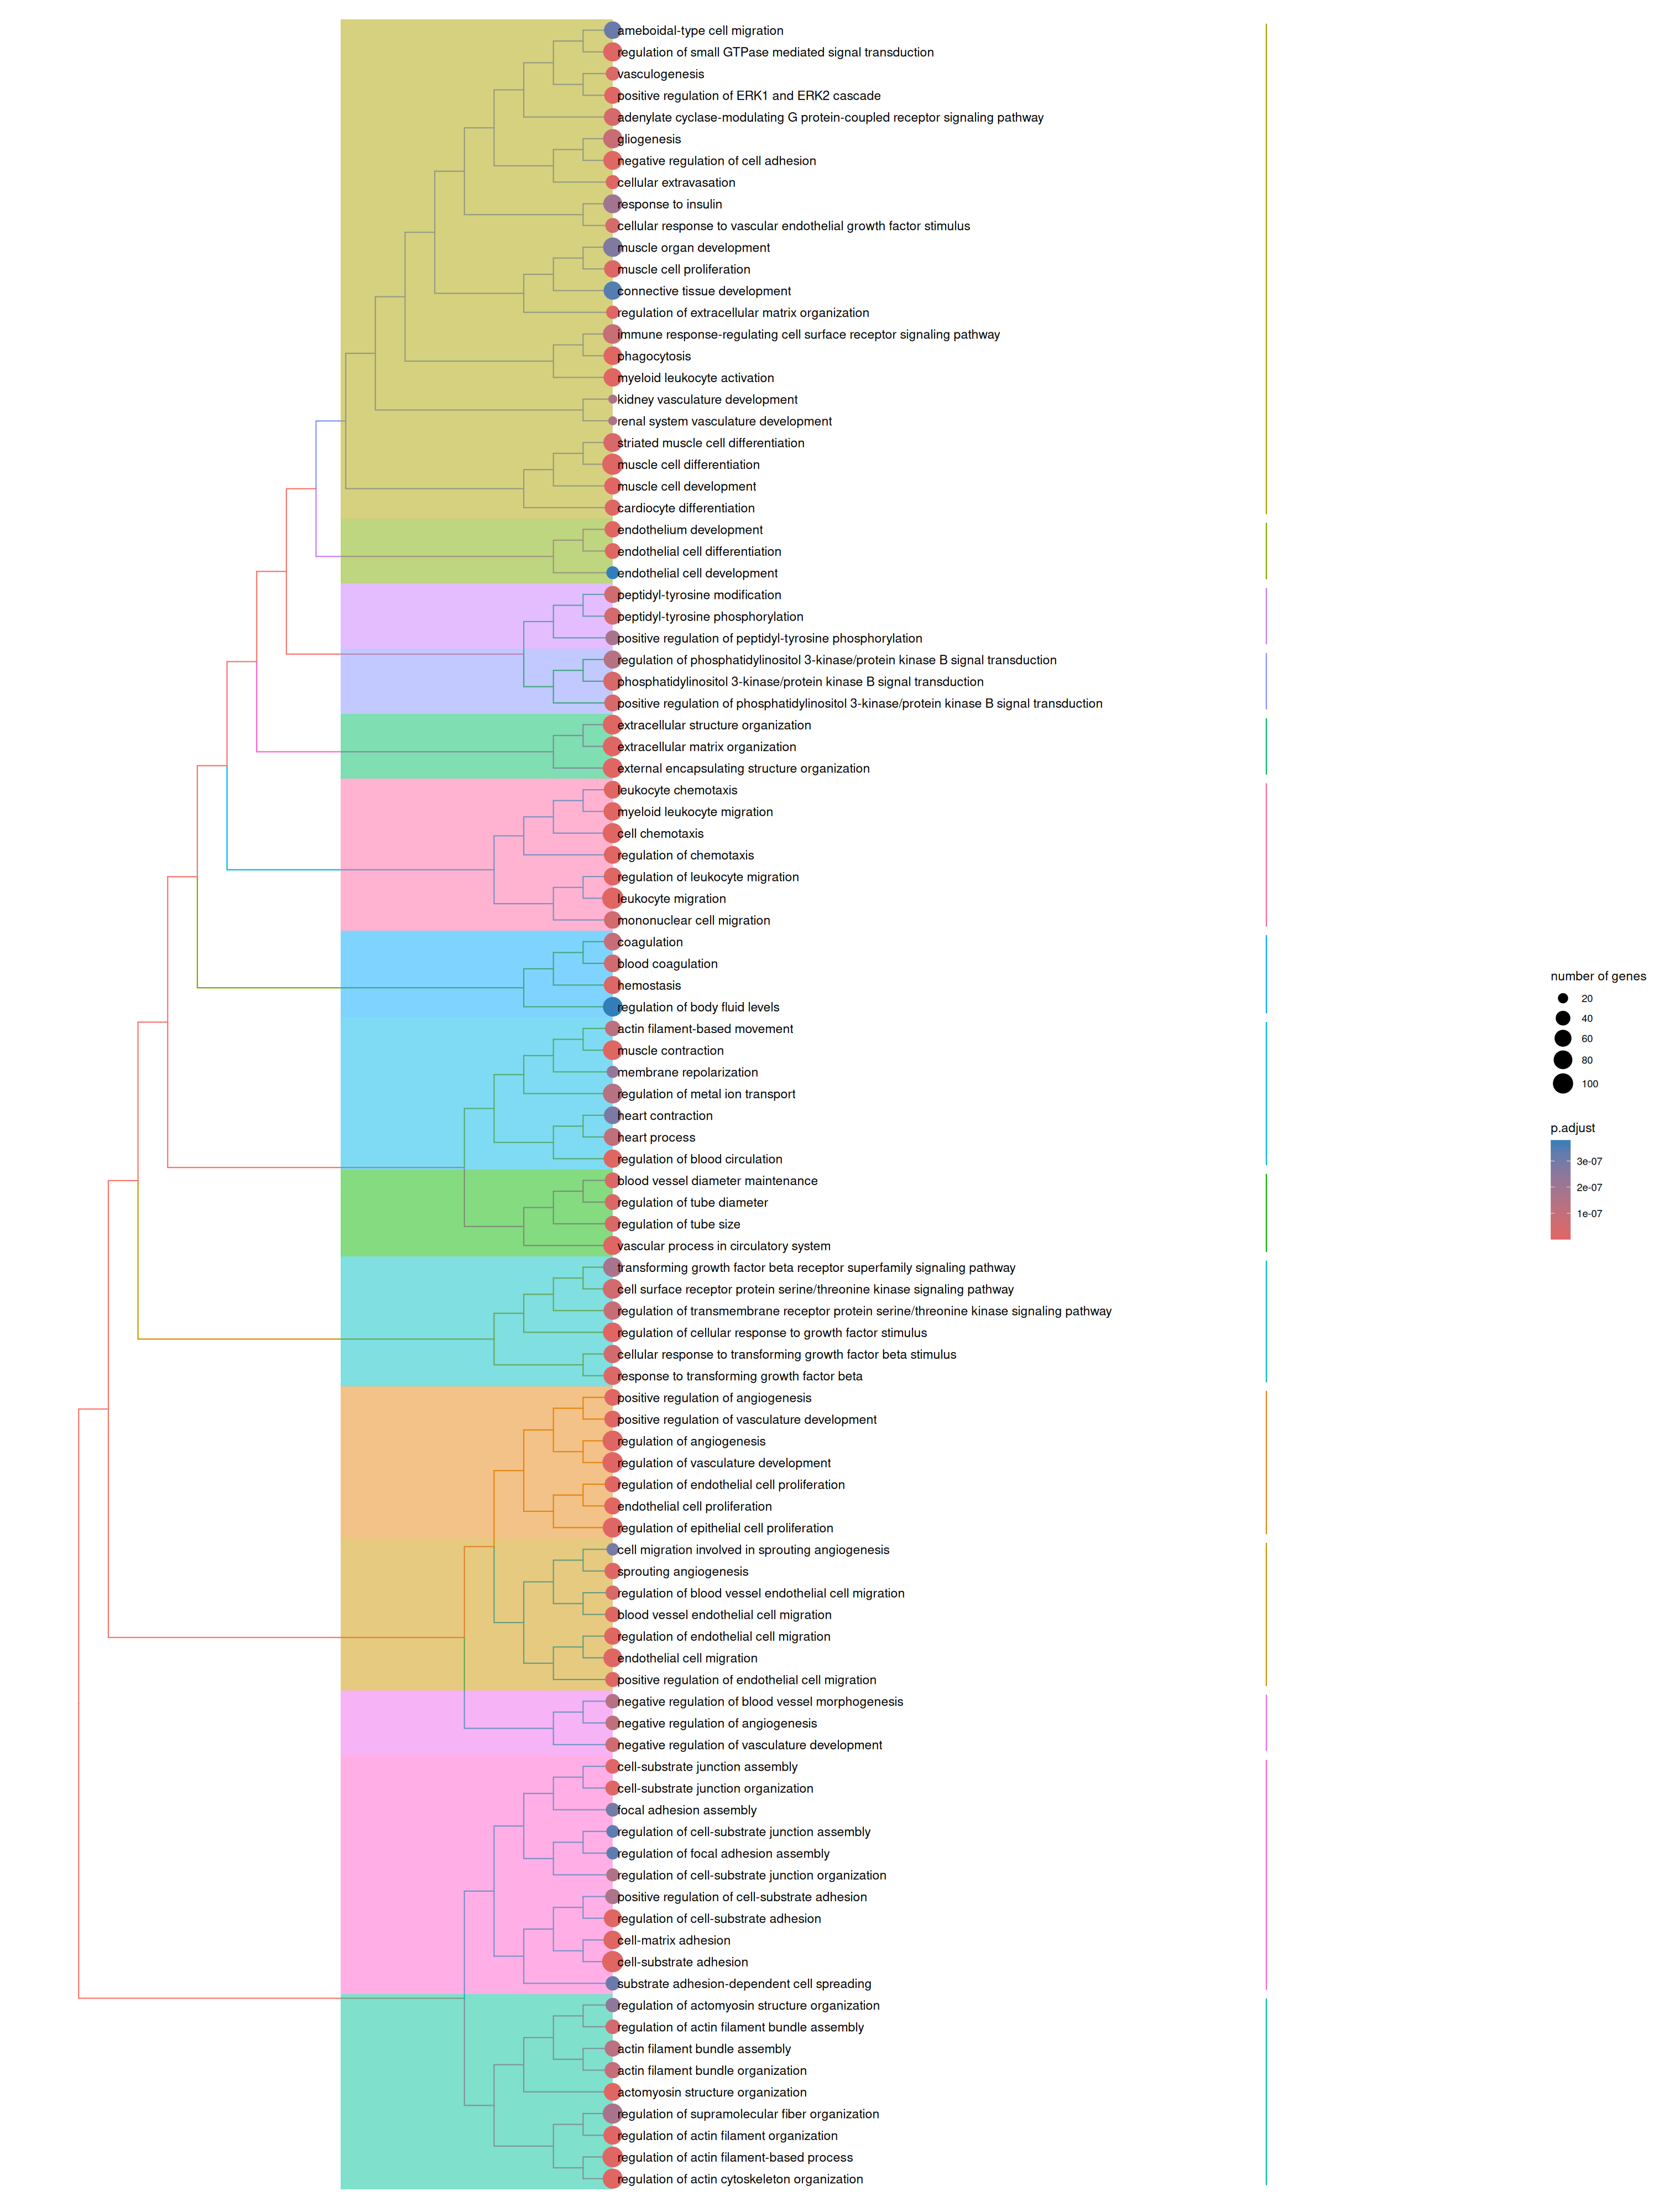 ameboidal-type cell migration
regulation of small GTPase mediated signal transduction
vasculogenesis
positive regulation of ERK1 and ERK2 cascade
adenylate cyclase-modulating G protein-coupled receptor signaling pathway
gliogenesis
negative regulation of cell adhesion
cellular extravasation
response to insulin
cellular response to vascular endothelial growth factor stimulus
muscle organ development
muscle cell proliferation
connective tissue development
regulation of extracellular matrix organization
immune response-regulating cell surface receptor signaling pathway
phagocytosis
myeloid leukocyte activation
kidney vasculature development
renal system vasculature development
striated muscle cell differentiation
muscle cell differentiation
muscle cell development
cardiocyte differentiation
endothelium development
endothelial cell differentiation
endothelial cell development
peptidyl-tyrosine modification
peptidyl-tyrosine phosphorylation
positive regulation of peptidyl-tyrosine phosphorylation
regulation of phosphatidylinositol 3-kinase/protein kinase B signal transduction
phosphatidylinositol 3-kinase/protein kinase B signal transduction
positive regulation of phosphatidylinositol 3-kinase/protein kinase B signal transduction
extracellular structure organization
extracellular matrix organization
external encapsulating structure organization
leukocyte chemotaxis
myeloid leukocyte migration
cell chemotaxis
regulation of chemotaxis
regulation of leukocyte migration
leukocyte migration
mononuclear cell migration
coagulation
blood coagulation
hemostasis
regulation of body fluid levels
actin filament-based movement
muscle contraction
membrane repolarization
regulation of metal ion transport
heart contraction
heart process
regulation of blood circulation
blood vessel diameter maintenance
regulation of tube diameter
regulation of tube size
vascular process in circulatory system
transforming growth factor beta receptor superfamily signaling pathway
cell surface receptor protein serine/threonine kinase signaling pathway
regulation of transmembrane receptor protein serine/threonine kinase signaling pathway
regulation of cellular response to growth factor stimulus
cellular response to transforming growth factor beta stimulus
response to transforming growth factor beta
positive regulation of angiogenesis
positive regulation of vasculature development
regulation of angiogenesis
regulation of vasculature development
regulation of endothelial cell proliferation
endothelial cell proliferation
regulation of epithelial cell proliferation
cell migration involved in sprouting angiogenesis
sprouting angiogenesis
regulation of blood vessel endothelial cell migration
blood vessel endothelial cell migration
regulation of endothelial cell migration
endothelial cell migration
positive regulation of endothelial cell migration
negative regulation of blood vessel morphogenesis
negative regulation of angiogenesis
negative regulation of vasculature development
cell-substrate junction assembly
cell-substrate junction organization
focal adhesion assembly
regulation of cell-substrate junction assembly
regulation of focal adhesion assembly
regulation of cell-substrate junction organization
positive regulation of cell-substrate adhesion
regulation of cell-substrate adhesion
cell-matrix adhesion
cell-substrate adhesion
substrate adhesion-dependent cell spreading
regulation of actomyosin structure organization
regulation of actin filament bundle assembly
actin filament bundle assembly
actin filament bundle organization
actomyosin structure organization
regulation of supramolecular fiber organization
regulation of actin filament organization
regulation of actin filament-based process
regulation of actin cytoskeleton organization
number of genes
20
40
60
80
100
p.adjust
3e-07
2e-07
1e-07